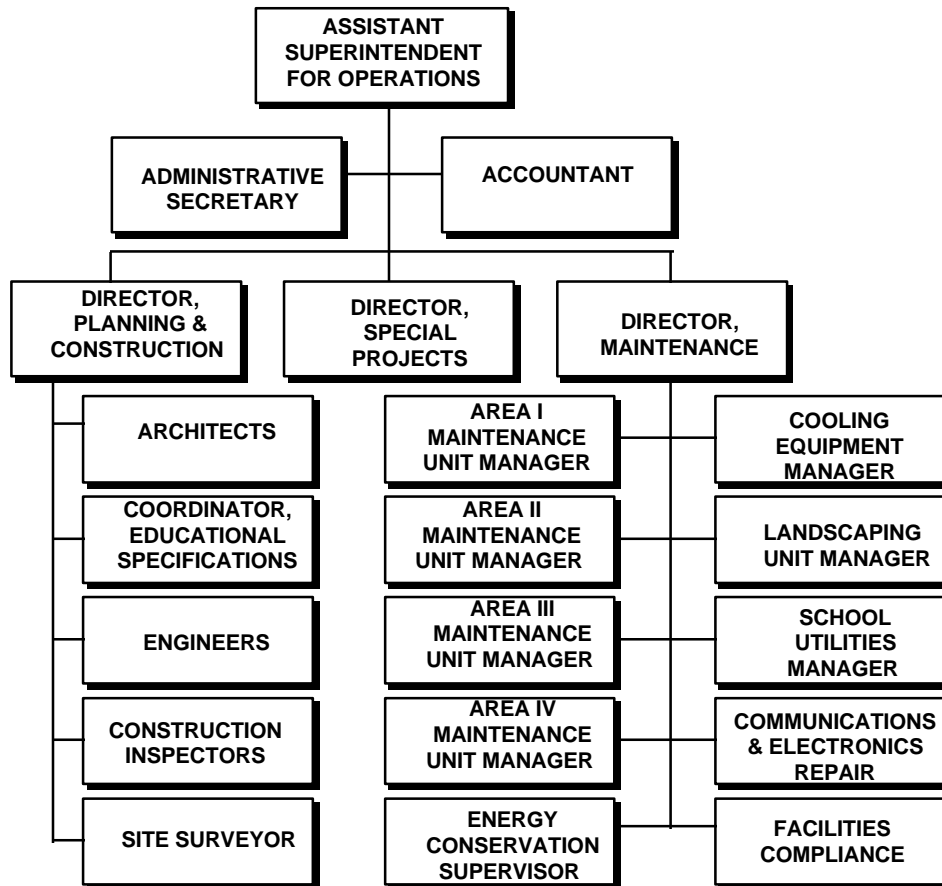 ASSISTANT
SUPERINTENDENT
FOR OPERATIONS
ADMINISTRATIVE
SECRETARY
ACCOUNTANT
DIRECTOR,
PLANNING &
CONSTRUCTION
DIRECTOR,
SPECIAL
PROJECTS
DIRECTOR,
MAINTENANCE
ARCHITECTS
COORDINATOR,
EDUCATIONAL
SPECIFICATIONS
ENGINEERS
CONSTRUCTION
INSPECTORS
SITE SURVEYOR
AREA I
MAINTENANCE
UNIT MANAGER
AREA II
MAINTENANCE
UNIT MANAGER
AREA III
MAINTENANCE
UNIT MANAGER
AREA IV
MAINTENANCE
UNIT MANAGER
ENERGY
CONSERVATION
SUPERVISOR
COOLING
EQUIPMENT
MANAGER
LANDSCAPING
UNIT MANAGER
SCHOOL
UTILITIES
MANAGER
COMMUNICATIONS
& ELECTRONICS
REPAIR
FACILITIES
COMPLIANCE